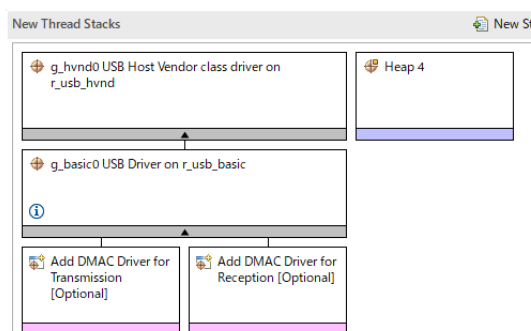 New Thread Stacks
New St
g_hvnd0 USB Host Vendor class driver on
r_usb_hvnd
Heap 4
g_basic0 USB Driver on r_usb_basic
Add DMAC Driver for
Transmission
[Optional]
Add DMAC Driver for
Reception [Optional]